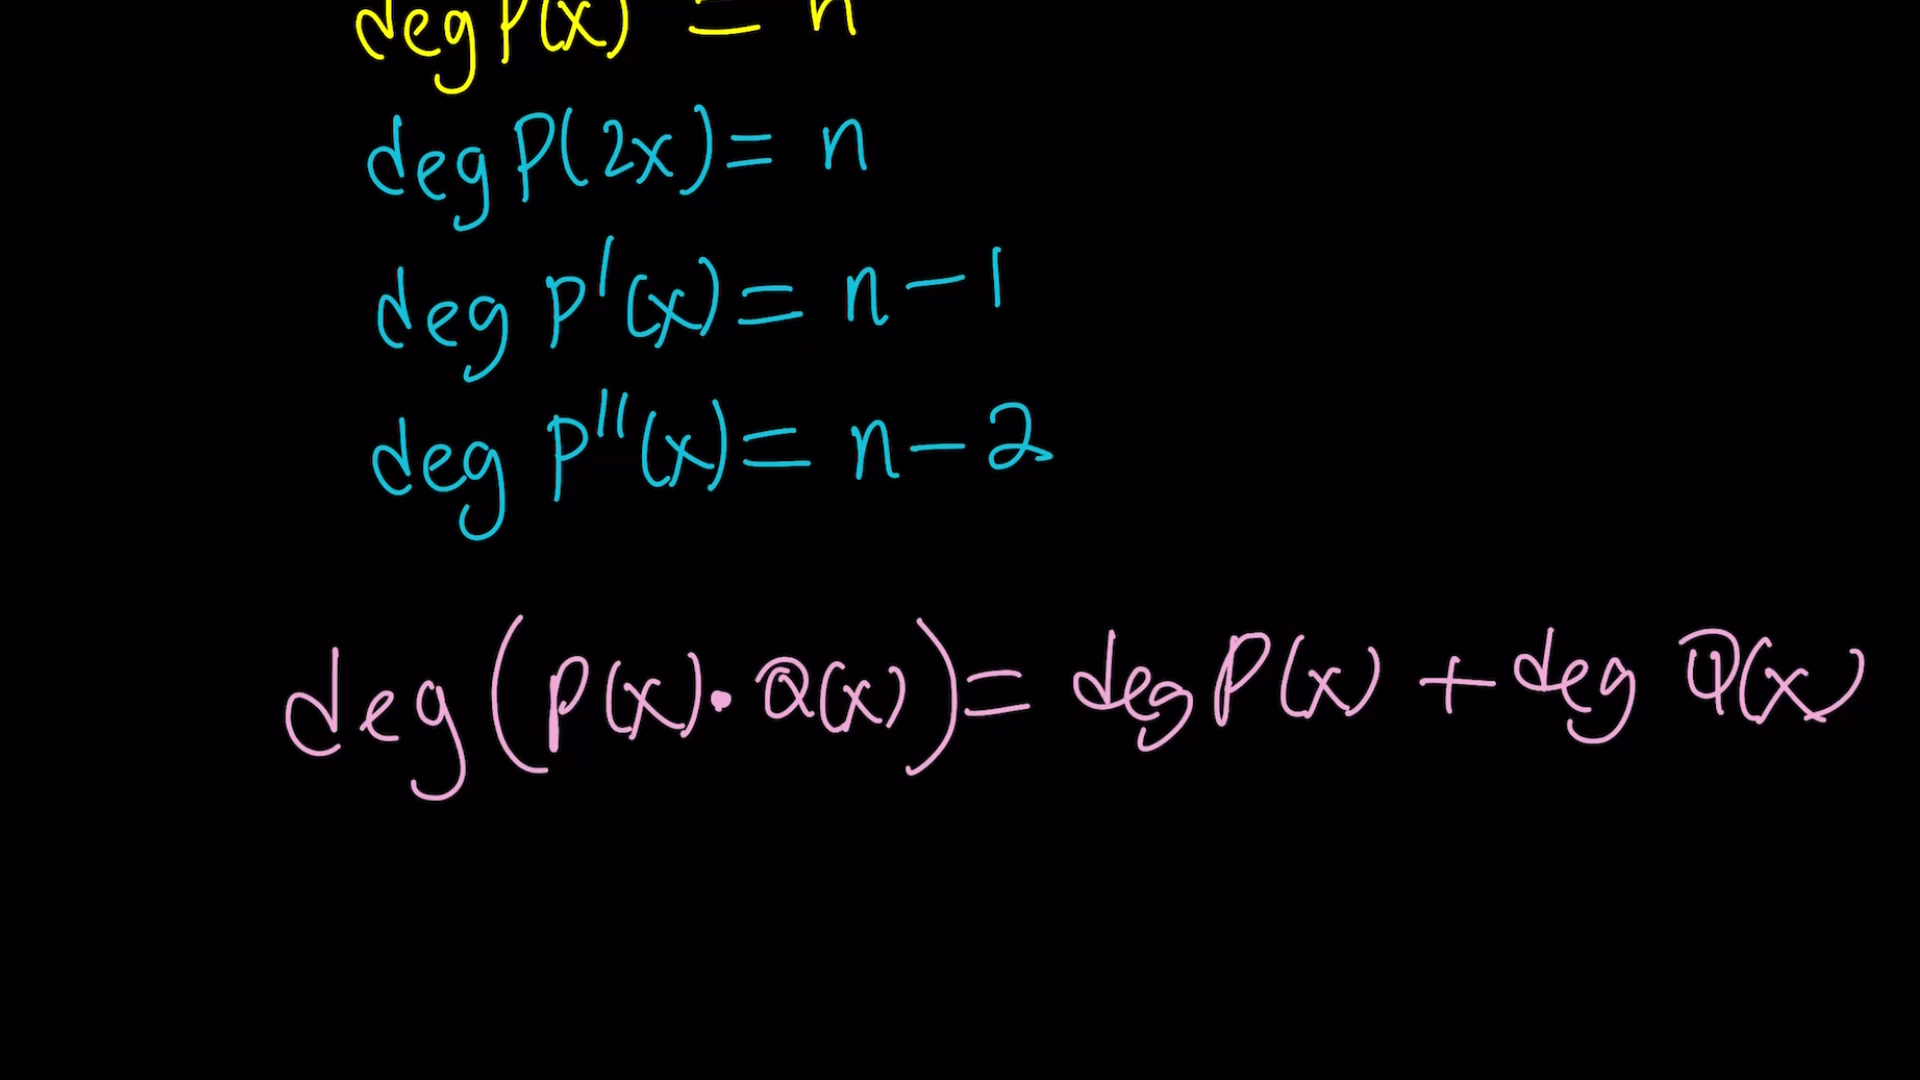 deg P(x) = n
deg P(2x) = n
deg P'(x) = n - 1
deg P''(x) = n - 2
deg (P(x) · Q(x)) = deg P(x) + deg Q(x)